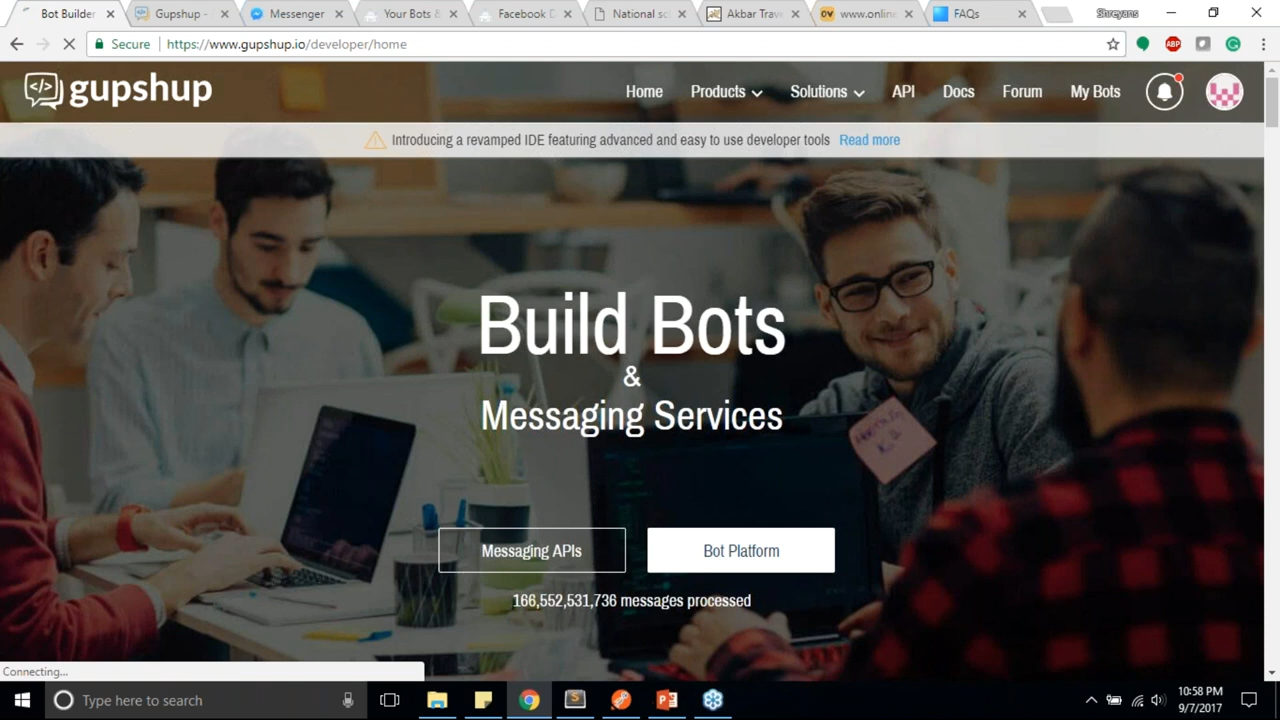 Bot Builder
Gupshup -
Messenger
Your Bots &
Facebook D
National sc
Akbar Trav
www.onlin
FAQs
Shreyans
Secure
https://www.gupshup.io/developer/home
ABP
</> gupshup
Home
Products
Solutions
API
Docs
Forum
My Bots
Introducing a revamped IDE featuring advanced and easy to use developer tools Read more
Build Bots
&
Messaging Services
Messaging APIs
Bot Platform
166,552,531,736 messages processed
Connecting...
Type here to search
10:58 PM
9/7/2017